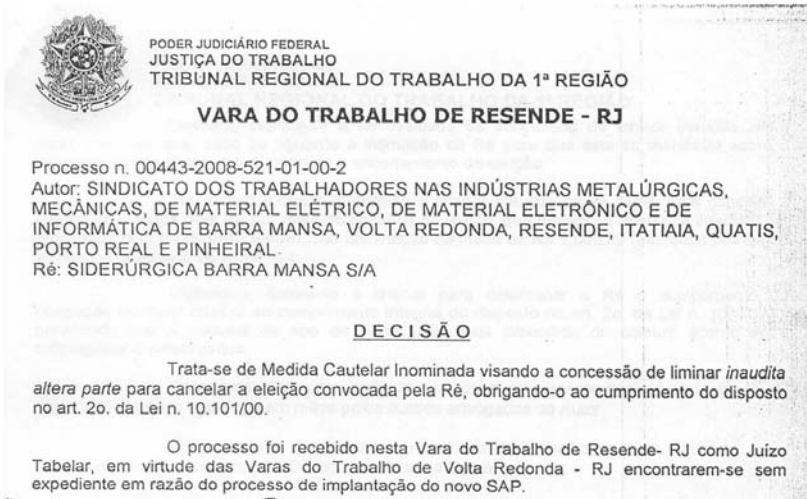 PODER JUDICIÁRIO FEDERAL
JUSTIÇA DO TRABALHO
TRIBUNAL REGIONAL DO TRABALHO DA 1ª REGIÃO
VARA DO TRABALHO DE RESENDE - RJ
Processo n. 00443-2008-521-01-00-2
Autor: SINDICATO DOS TRABALHADORES NAS INDÚSTRIAS METALÚRGICAS,
MECÂNICAS, DE MATERIAL ELÉTRICO, DE MATERIAL ELETRÔNICO E DE
INFORMÁTICA DE BARRA MANSA, VOLTA REDONDA, RESENDE, ITATIAIA, QUATIS,
PORTO REAL E PINHEIRAL
Ré: SIDERÚRGICA BARRA MANSA S/A
DECISÃO
Trata-se de Medida Cautelar Inominada visando a concessão de liminar inaudita
altera parte para cancelar a eleição convocada pela Ré, obrigando-o ao cumprimento do disposto
no art. 2o. da Lei n. 10.101/00.
O processo foi recebido nesta Vara do Trabalho de Resende- RJ como Juízo
Tabelar, em virtude das Varas do Trabalho de Volta Redonda - RJ encontrarem-se sem
expediente em razão do processo de implantação do novo SAP.